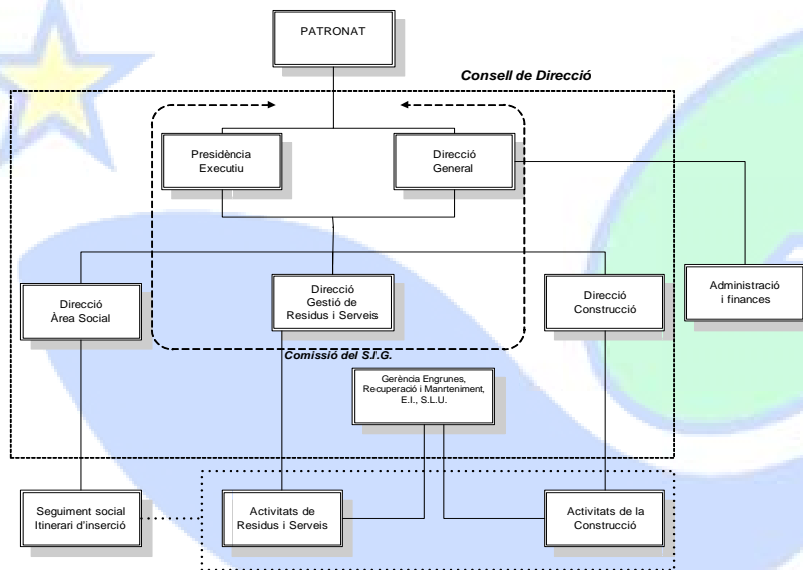 PATRONAT
Consell de Direcció
Presidència
Executiu
Direcció
General
Direcció
Àrea Social
Direcció
Gestió de
Residus i Serveis
Direcció
Construcció
Administració
i finances
Comissió del S.I'.G.
Gerència Engrunes,
Recuperació i Manrteniment,
E.I., S.L.U.
Seguiment social
Itinerari d'inserció
Activitats de
Residus i Serveis
Activitats de la
Construcció